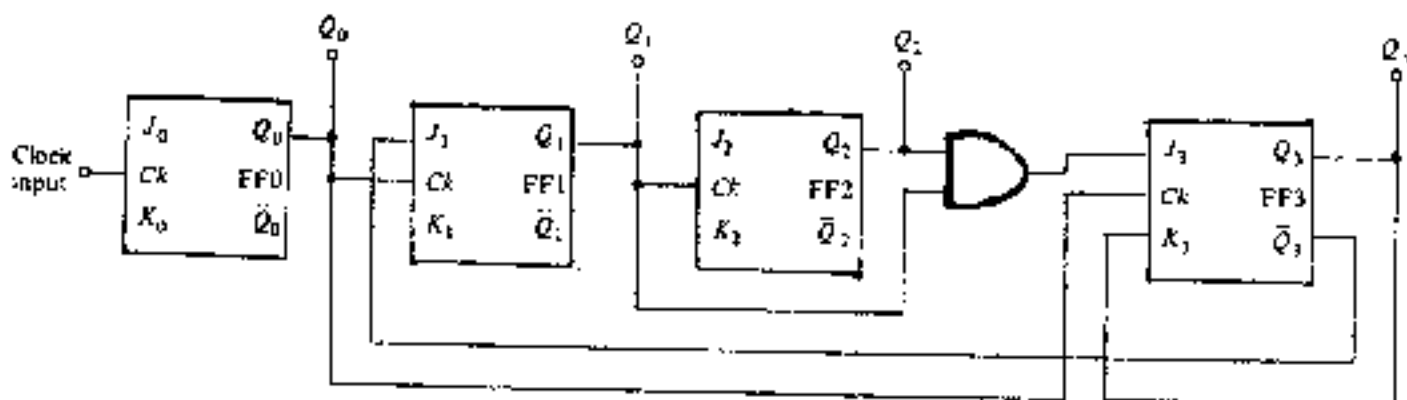 Q₀
Q₁
Q₂
Clock
input
J₀ Q₀
Ck FF0
K₀ Q̄₀
J₁ Q₁
Ck FF1
K₁ Q̄₁
J₂ Q₂
Ck FF2
K₂ Q̄₂
J₃ Q₃
Ck FF3
K₃ Q̄₃